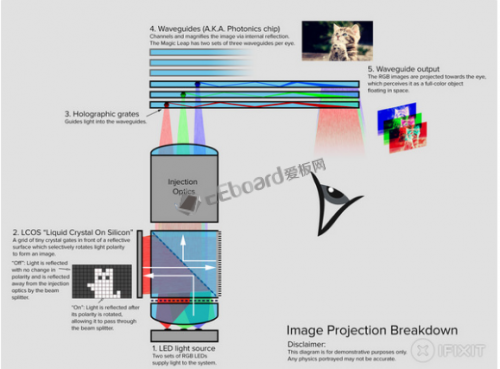 4. Waveguides (A.K.A. Photonics chip)
Channels and magnifies the image via internal reflection.
The Magic Leap has two sets of three waveguides per eye.
5. Waveguide output
The RGB images are projected towards the eye,
which perceives it as a full-color object
floating in space.
3. Holographic grates
Guides light into the waveguides.
Injection
Optics
EEboard爱板网
2. LCOS "Liquid Crystal On Silicon"
A grid of tiny crystal gates in front of a reflective
surface which selectively rotates light polarity
to form an image.
"Off": Light is reflected
with no change in
polarity and is reflected
away from the injection
optics by the beam
splitter.
"On": Light is reflected after
its polarity is rotated,
allowing it to pass through
the beam splitter.
1. LED light source
Two sets of RGB LEDs
supply light to the system.
Image Projection Breakdown
Disclaimer:
This diagram is for demonstrative purposes only.
Any physics portrayed may not be accurate.
IFIXIT